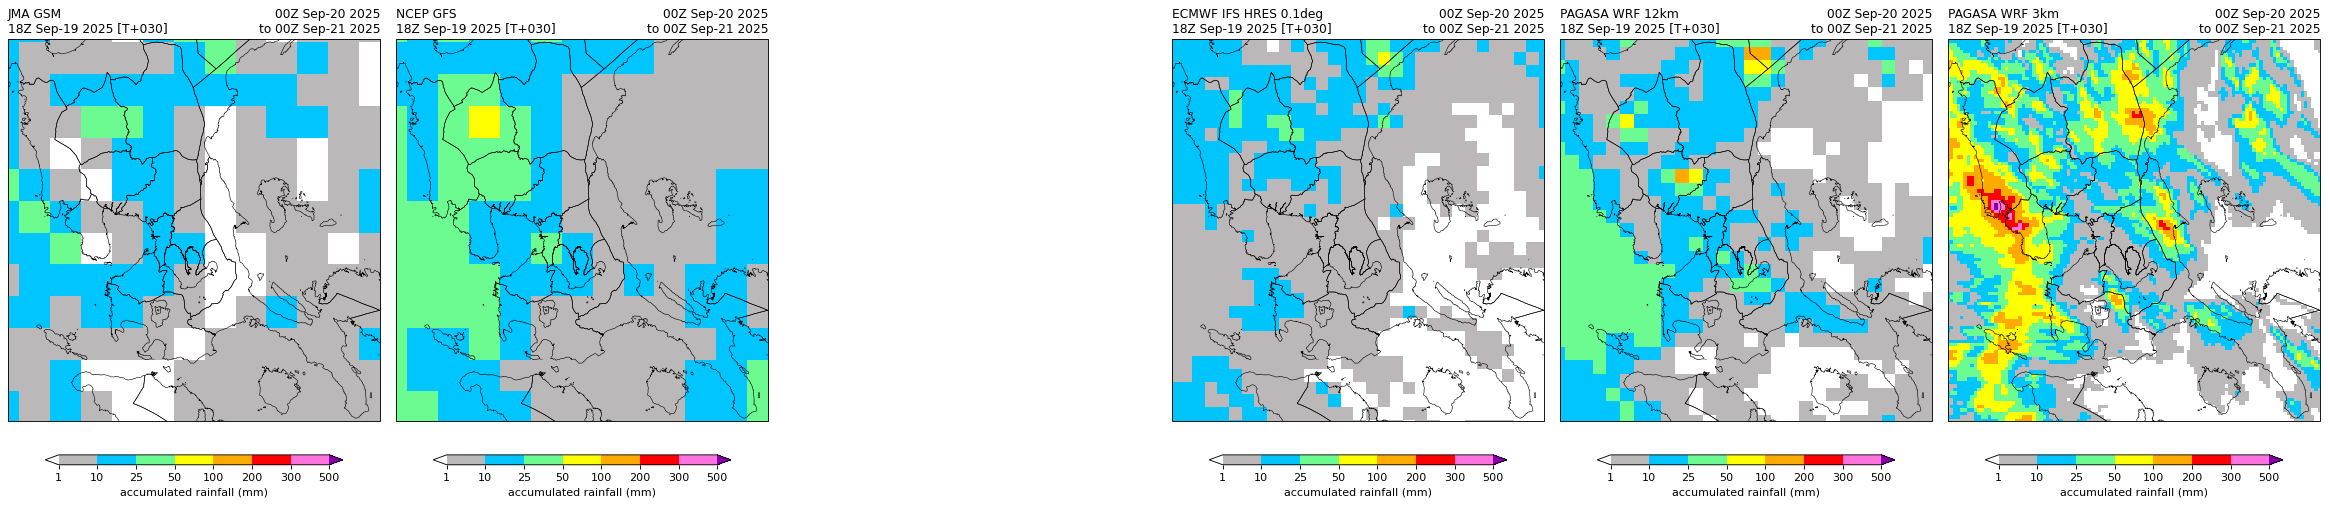 JMA GSM 00Z Sep-20 2025
18Z Sep-19 2025 [T+030] to 00Z Sep-21 2025
1 10 25 50 100 200 300 500
accumulated rainfall (mm)
NCEP GFS 00Z Sep-20 2025
18Z Sep-19 2025 [T+030] to 00Z Sep-21 2025
1 10 25 50 100 200 300 500
accumulated rainfall (mm)
ECMWF IFS HRES 0.1deg 00Z Sep-20 2025
18Z Sep-19 2025 [T+030] to 00Z Sep-21 2025
1 10 25 50 100 200 300 500
accumulated rainfall (mm)
PAGASA WRF 12km 00Z Sep-20 2025
18Z Sep-19 2025 [T+030] to 00Z Sep-21 2025
1 10 25 50 100 200 300 500
accumulated rainfall (mm)
PAGASA WRF 3km 00Z Sep-20 2025
18Z Sep-19 2025 [T+030] to 00Z Sep-21 2025
1 10 25 50 100 200 300 500
accumulated rainfall (mm)